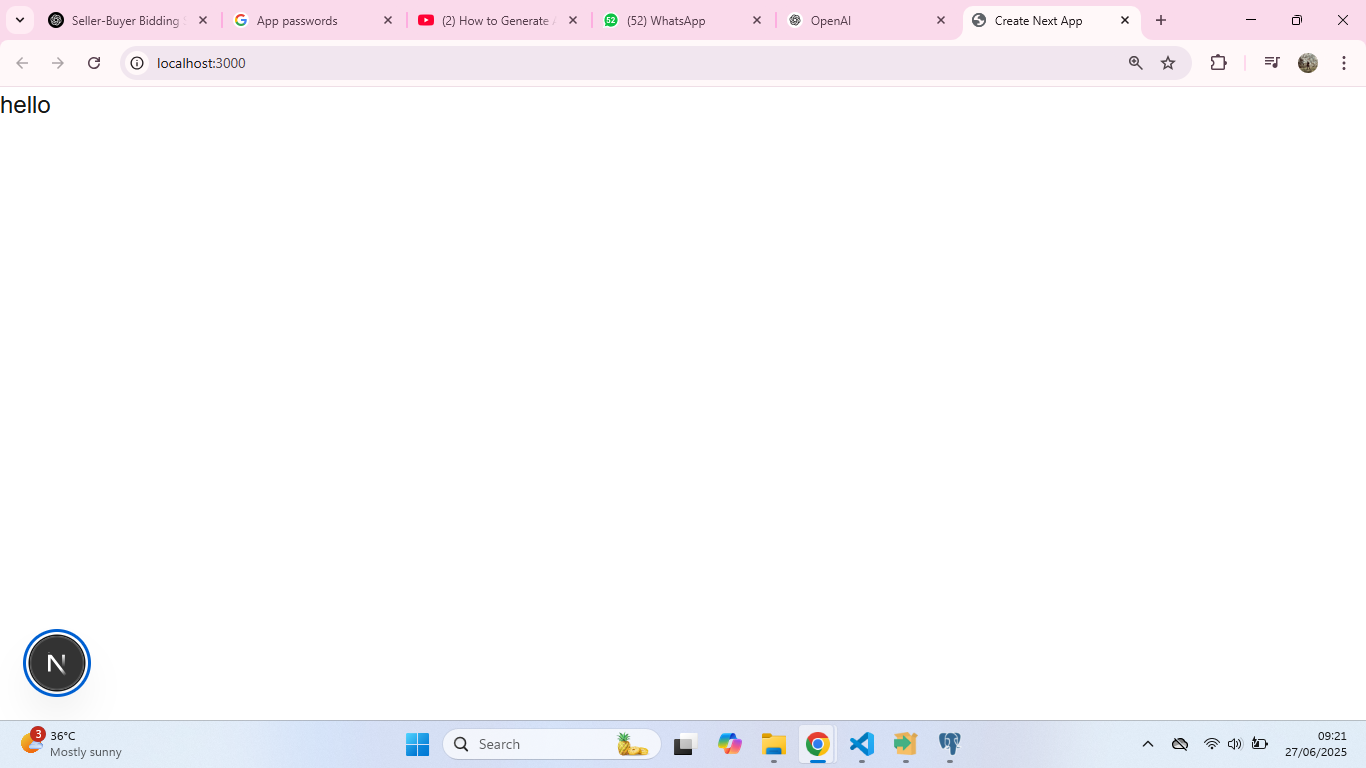 Seller-Buyer Bidding
App passwords
(2) How to Generate
52
(52) WhatsApp
OpenAI
Create Next App
localhost:3000
hello
N
3
36°C
Mostly sunny
Search
09:21
27/06/2025